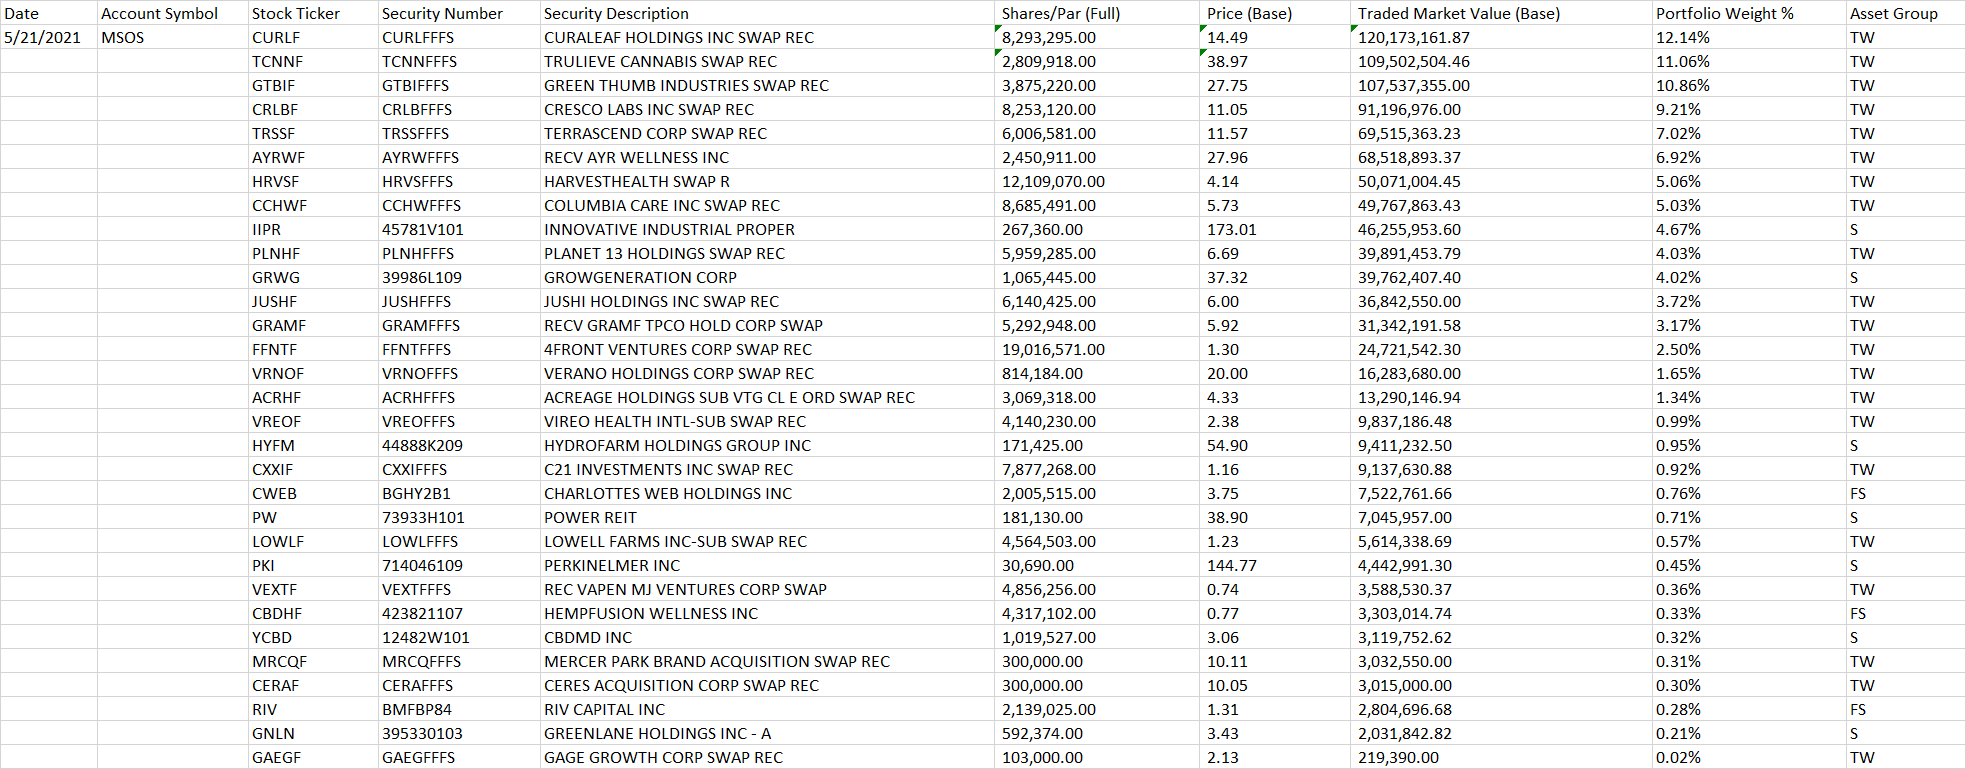 Date Account Symbol Stock Ticker Security Number Security Description Shares/Par (Full) Price (Base) Traded Market Value (Base) Portfolio Weight % Asset Group
5/21/2021 MSOS CURLF CURLFFFS CURALEAF HOLDINGS INC SWAP REC 8,293,295.00 14.49 120,173,161.87 12.14% TW
TCNNF TCNNFFFS TRULIEVE CANNABIS SWAP REC 2,809,918.00 38.97 109,502,504.46 11.06% TW
GTBIF GTBIFFFS GREEN THUMB INDUSTRIES SWAP REC 3,875,220.00 27.75 107,537,355.00 10.86% TW
CRLBF CRLBFFFS CRESCO LABS INC SWAP REC 8,253,120.00 11.05 91,196,976.00 9.21% TW
TRSSF TRSSFFFS TERRASCEND CORP SWAP REC 6,006,581.00 11.57 69,515,363.23 7.02% TW
AYRWF AYRWFFFS RECV AYR WELLNESS INC 2,450,911.00 27.96 68,518,893.37 6.92% TW
HRVSF HRVSFFFS HARVESTHEALTH SWAP R 12,109,070.00 4.14 50,071,004.45 5.06% TW
CCHWF CCHWFFFS COLUMBIA CARE INC SWAP REC 8,685,491.00 5.73 49,767,863.43 5.03% TW
IIPR 45781V101 INNOVATIVE INDUSTRIAL PROPER 267,360.00 173.01 46,255,953.60 4.67% S
PLNHF PLNHFFFS PLANET 13 HOLDINGS SWAP REC 5,959,285.00 6.69 39,891,453.79 4.03% TW
GRWG 39986L109 GROWGENERATION CORP 1,065,445.00 37.32 39,762,407.40 4.02% S
JUSHF JUSHFFFS JUSHI HOLDINGS INC SWAP REC 6,140,425.00 6.00 36,842,550.00 3.72% TW
GRAMF GRAMFFFS RECV GRAMF TPCO HOLD CORP SWAP 5,292,948.00 5.92 31,342,191.58 3.17% TW
FFNTF FFNTFFFS 4FRONT VENTURES CORP SWAP REC 19,016,571.00 1.30 24,721,542.30 2.50% TW
VRNOF VRNOFFFS VERANO HOLDINGS CORP SWAP REC 814,184.00 20.00 16,283,680.00 1.65% TW
ACRHF ACRHFFFS ACREAGE HOLDINGS SUB VTG CL E ORD SWAP REC 3,069,318.00 4.33 13,290,146.94 1.34% TW
VREOF VREOFFFS VIREO HEALTH INTL-SUB SWAP REC 4,140,230.00 2.38 9,837,186.48 0.99% TW
HYFM 44888K209 HYDROFARM HOLDINGS GROUP INC 171,425.00 54.90 9,411,232.50 0.95% S
CXXIF CXXIFFFS C21 INVESTMENTS INC SWAP REC 7,877,268.00 1.16 9,137,630.88 0.92% TW
CWEB BGHY2B1 CHARLOTTES WEB HOLDINGS INC 2,005,515.00 3.75 7,522,761.66 0.76% FS
PW 73933H101 POWER REIT 181,130.00 38.90 7,045,957.00 0.71% S
LOWLF LOWLFFFS LOWELL FARMS INC-SUB SWAP REC 4,564,503.00 1.23 5,614,338.69 0.57% TW
PKI 714046109 PERKINELMER INC 30,690.00 144.77 4,442,991.30 0.45% S
VEXTF VEXTFFFS REC VAPEN MJ VENTURES CORP SWAP 4,856,256.00 0.74 3,588,530.37 0.36% TW
CBDHF 423821107 HEMPFUSION WELLNESS INC 4,317,102.00 0.77 3,303,014.74 0.33% FS
YCBD 12482W101 CBDMD INC 1,019,527.00 3.06 3,119,752.62 0.32% S
MRCQF MRCQFFFS MERCER PARK BRAND ACQUISITION SWAP REC 300,000.00 10.11 3,032,550.00 0.31% TW
CERAF CERAFFFS CERES ACQUISITION CORP SWAP REC 300,000.00 10.05 3,015,000.00 0.30% TW
RIV BMFBP84 RIV CAPITAL INC 2,139,025.00 1.31 2,804,696.68 0.28% FS
GNLN 395330103 GREENLANE HOLDINGS INC - A 592,374.00 3.43 2,031,842.82 0.21% S
GAEGF GAEGFFFS GAGE GROWTH CORP SWAP REC 103,000.00 2.13 219,390.00 0.02% TW